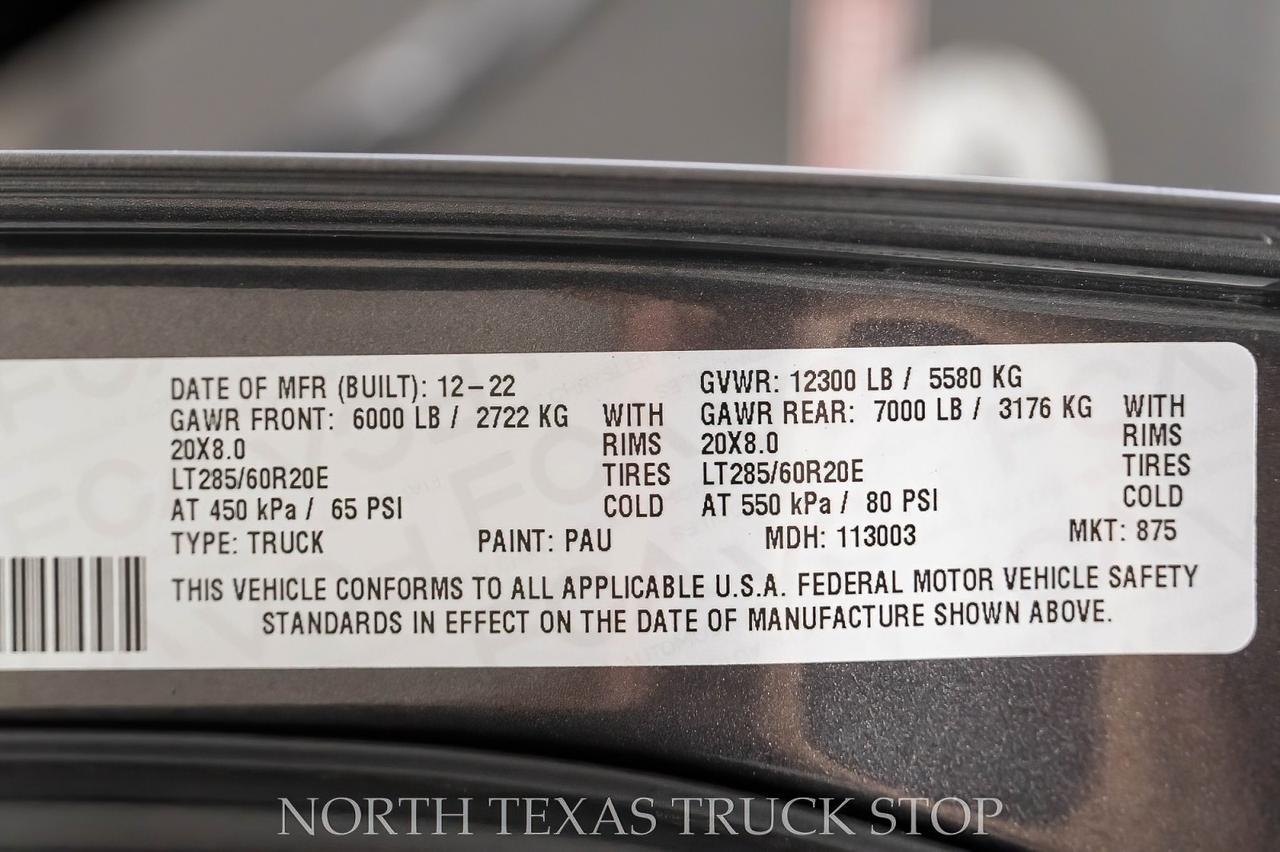 DATE OF MFR (BUILT): 12-22 GVWR: 12300 LB / 5580 KG
GAWR FRONT: 6000 LB / 2722 KG WITH GAWR REAR: 7000 LB / 3176 KG WITH
20X8.0 RIMS 20X8.0 RIMS
LT285/60R20E TIRES LT285/60R20E TIRES
AT 450 kPa / 65 PSI COLD AT 550 kPa / 80 PSI COLD
TYPE: TRUCK PAINT: PAU MDH: 113003 MKT: 875
THIS VEHICLE CONFORMS TO ALL APPLICABLE U.S.A. FEDERAL MOTOR VEHICLE SAFETY
STANDARDS IN EFFECT ON THE DATE OF MANUFACTURE SHOWN ABOVE.
NORTH TEXAS TRUCK STOP